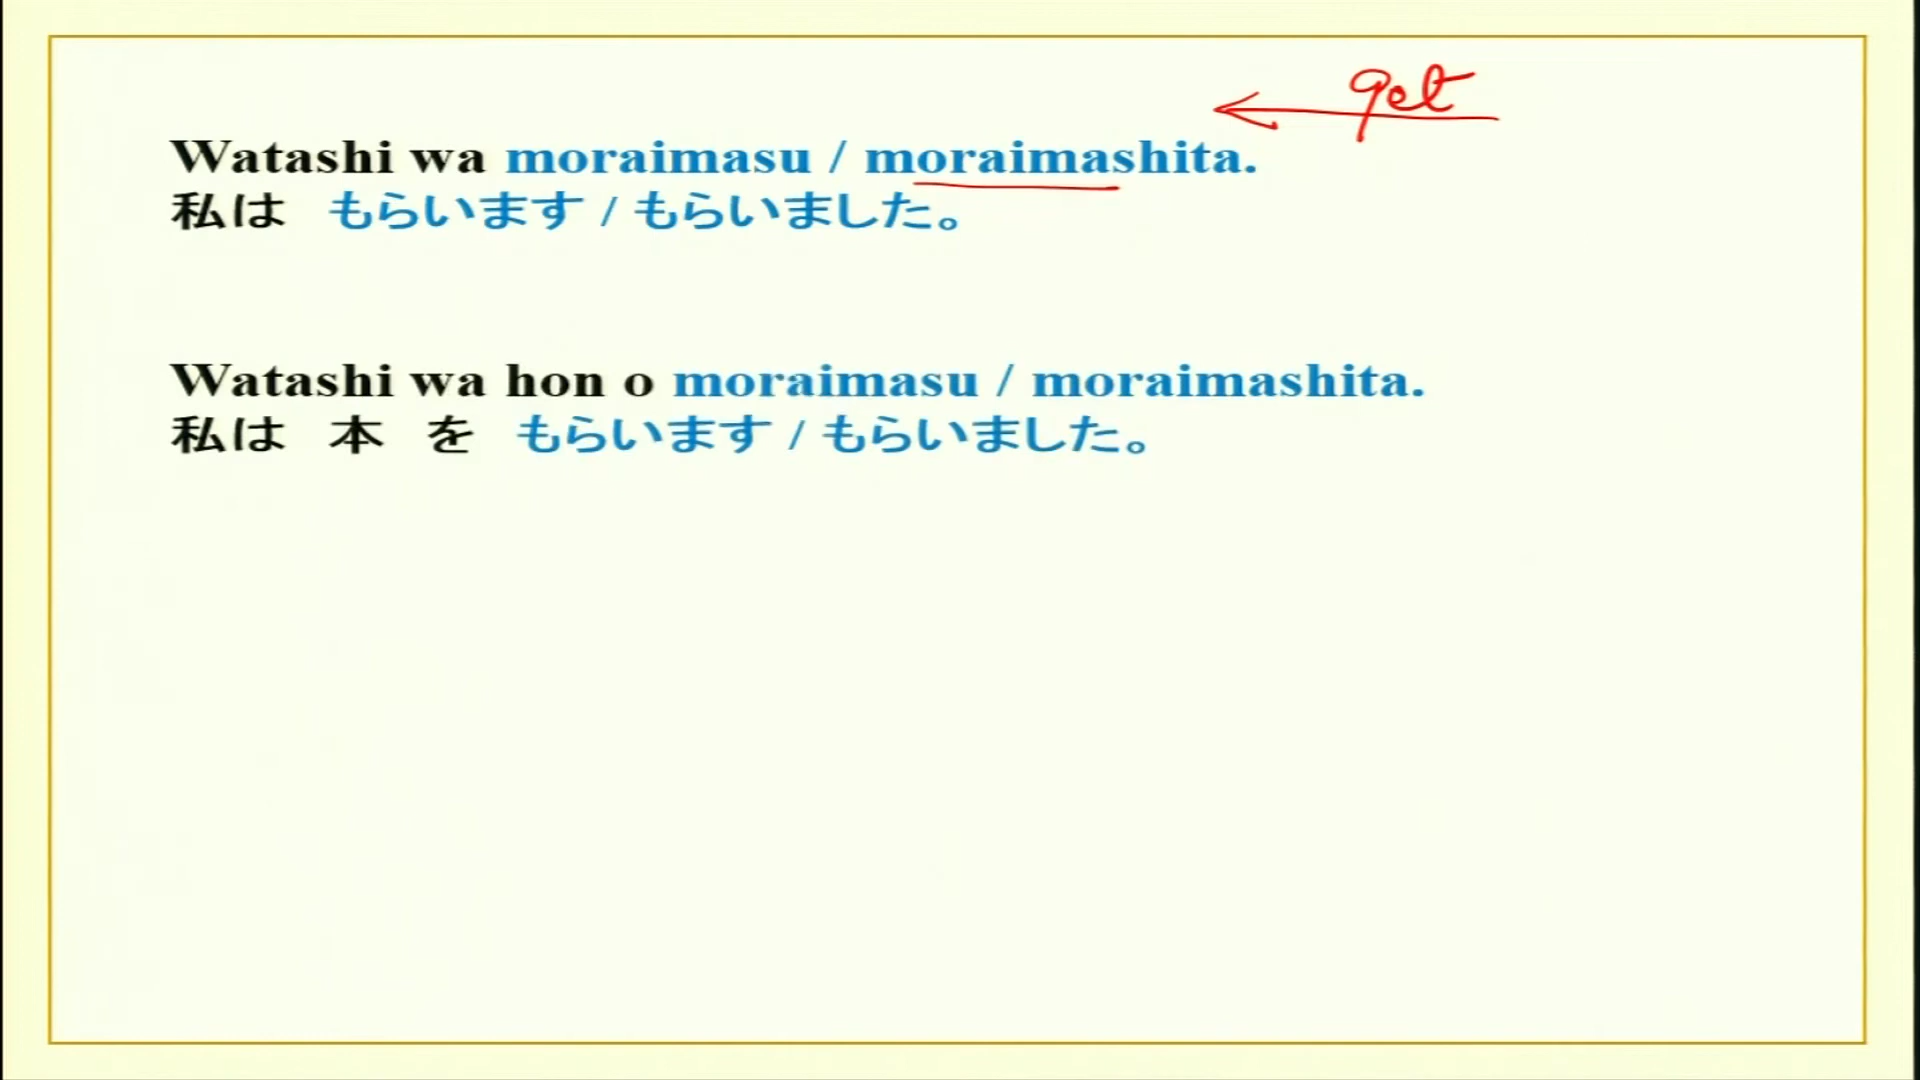 get
Watashi wa moraimasu / moraimashita.
私は もらいます / もらいました。
Watashi wa hon o moraimasu / moraimashita.
私は 本 を もらいます / もらいました。